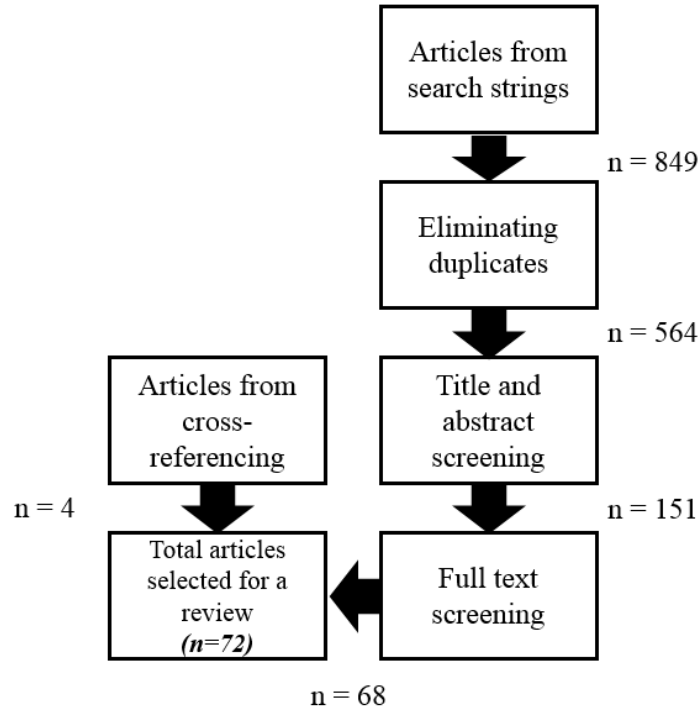 Articles from
search strings
n = 849
Eliminating
duplicates
n = 564
Articles from
cross-
referencing
Title and
abstract
screening
n = 4
n = 151
Total articles
selected for a
review
(n=72)
Full text
screening
n = 68